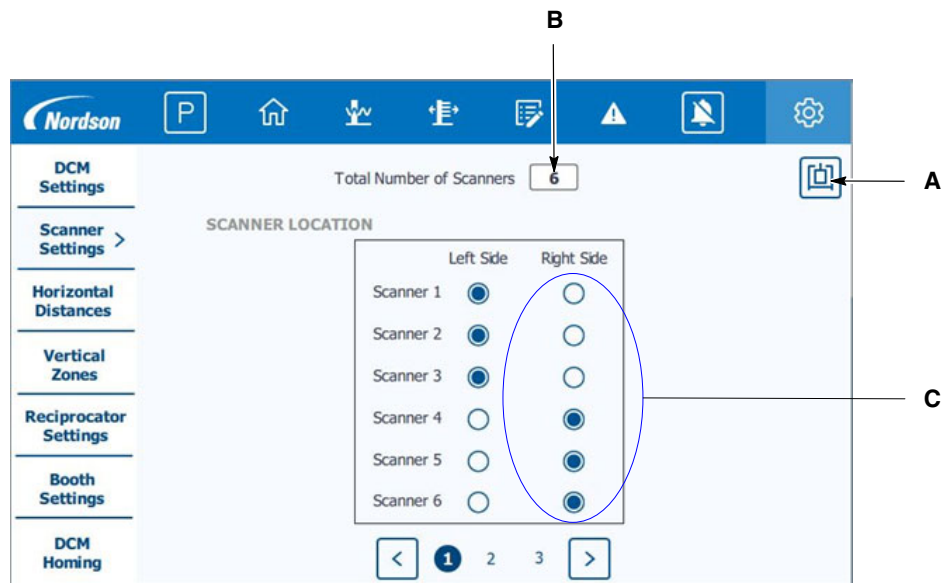 B
Nordson
P
DCM
Settings
Total Number of Scanners 6
A
Scanner
Settings >
SCANNER LOCATION
Left Side Right Side
Horizontal
Distances
Scanner 1
Scanner 2
Vertical
Zones
Scanner 3
C
Reciprocator
Settings
Scanner 4
Scanner 5
Booth
Settings
Scanner 6
DCM
Homing
< 1 2 3 >